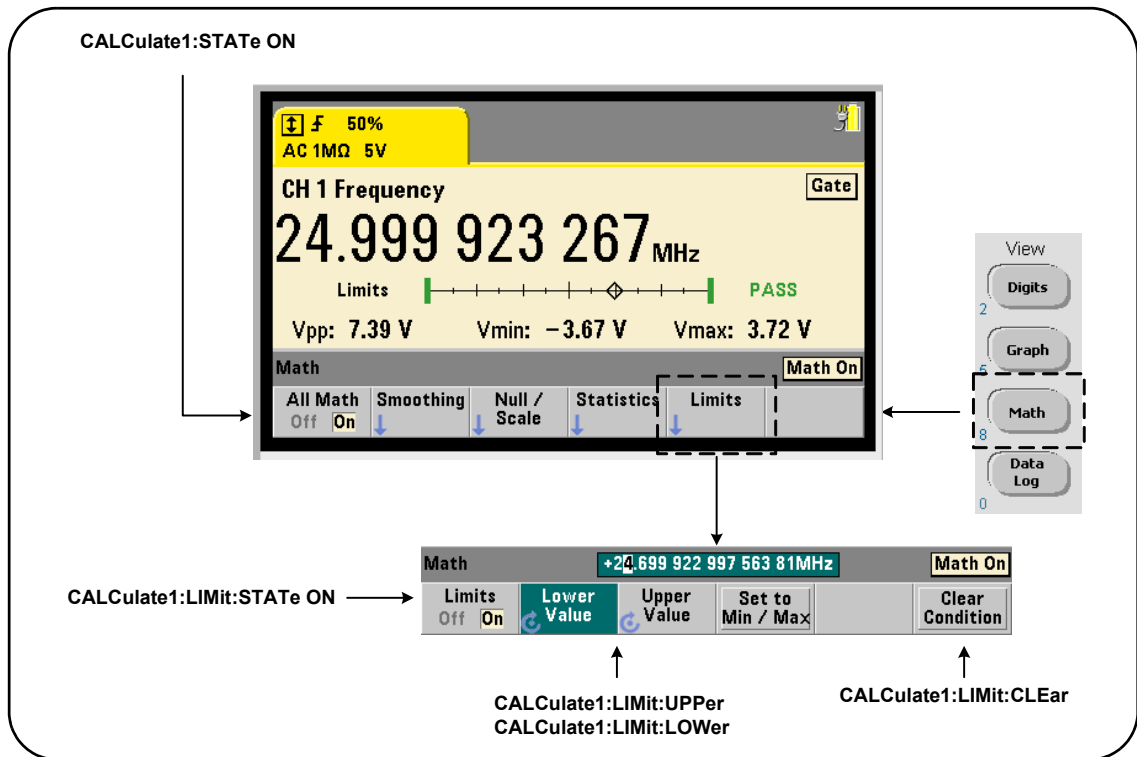 CALCulate1:STATe ON
50%
AC 1MΩ 5V
CH 1 Frequency
Gate
24.999 923 267 MHz
Limits
PASS
Vpp: 7.39 V
Vmin: −3.67 V
Vmax: 3.72 V
Math
Math On
All Math
Off On
Smoothing
Null /
Scale
Statistics
Limits
View
Digits
2
Graph
Math
8
Data
Log
0
Math
+24.699 922 997 563 81MHz
Math On
CALCulate1:LIMit:STATe ON
Limits
Off On
Lower
Value
Upper
Value
Set to
Min / Max
Clear
Condition
CALCulate1:LIMit:UPPer
CALCulate1:LIMit:LOWer
CALCulate1:LIMit:CLEar